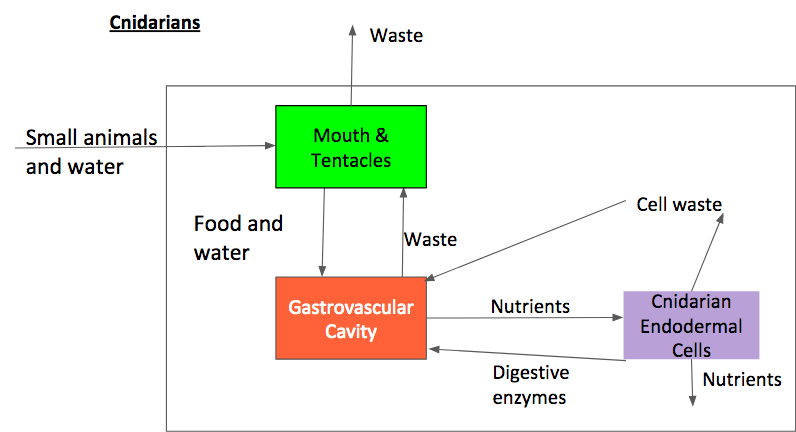 Cnidarians
Waste
Small animals
and water
Mouth &
Tentacles
Food and
water
Waste
Cell waste
Gastrovascular
Cavity
Nutrients
Cnidarian
Endodermal
Cells
Digestive
enzymes
Nutrients